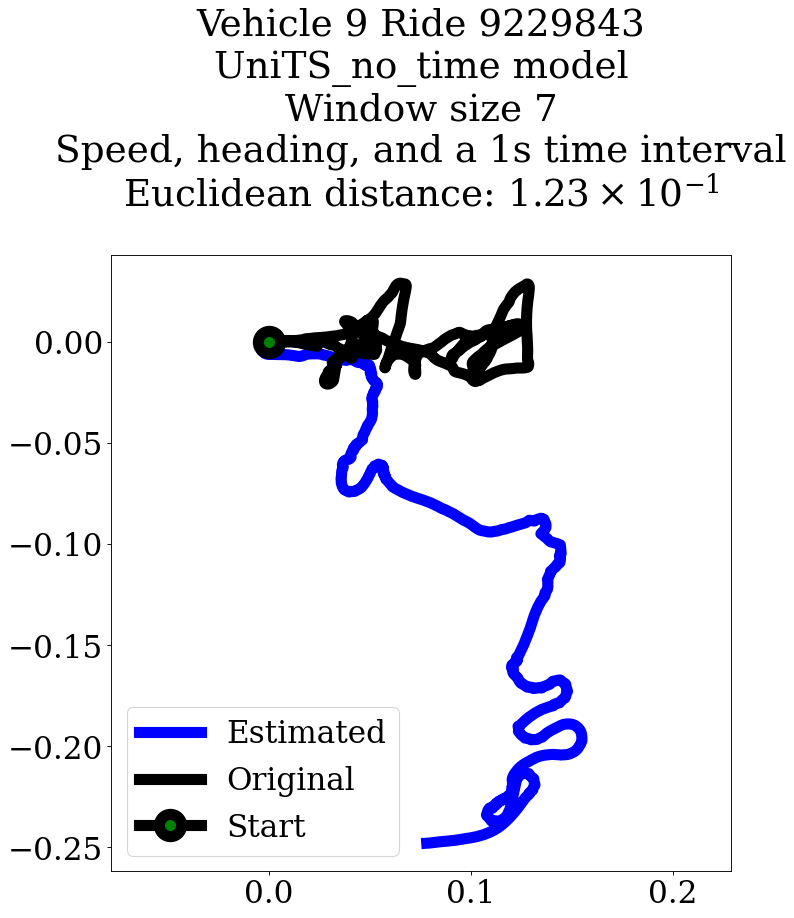 Vehicle 9 Ride 9229843
UniTS_no_time model
Window size 7
Speed, heading, and a 1s time interval
Euclidean distance: 1.23 × 10⁻¹
0.00
−0.05
−0.10
−0.15
−0.20
−0.25
Estimated
Original
Start
0.0
0.1
0.2